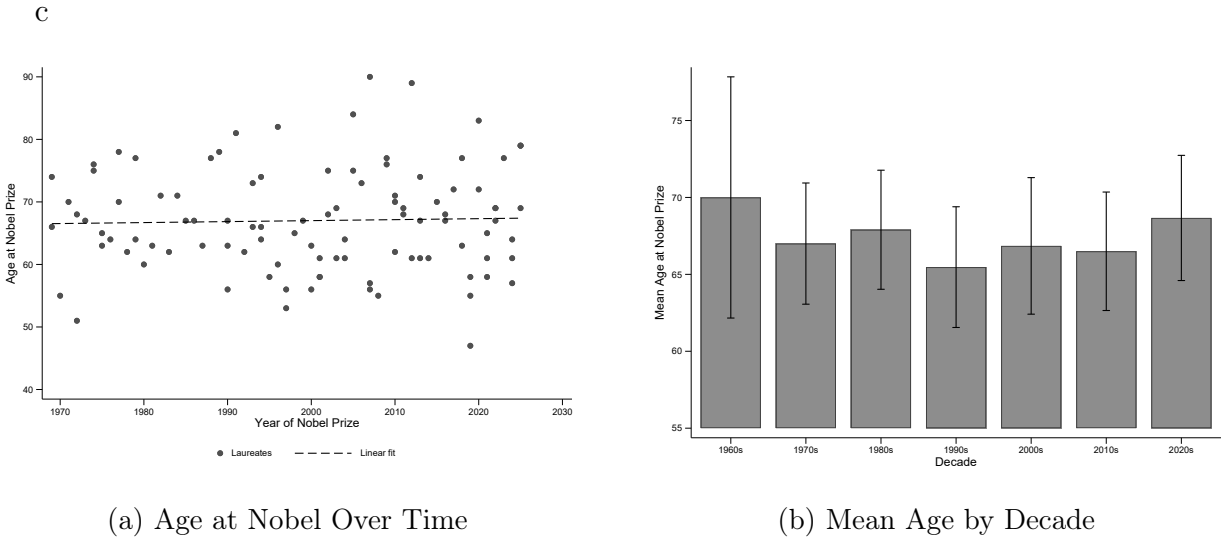 c
90
80
70
60
50
40
Age at Nobel Prize
1970 1980 1990 2000 2010 2020 2030
Year of Nobel Prize
Laureates Linear fit
(a) Age at Nobel Over Time
75
70
65
60
55
Mean Age at Nobel Prize
1960s 1970s 1980s 1990s 2000s 2010s 2020s
Decade
(b) Mean Age by Decade